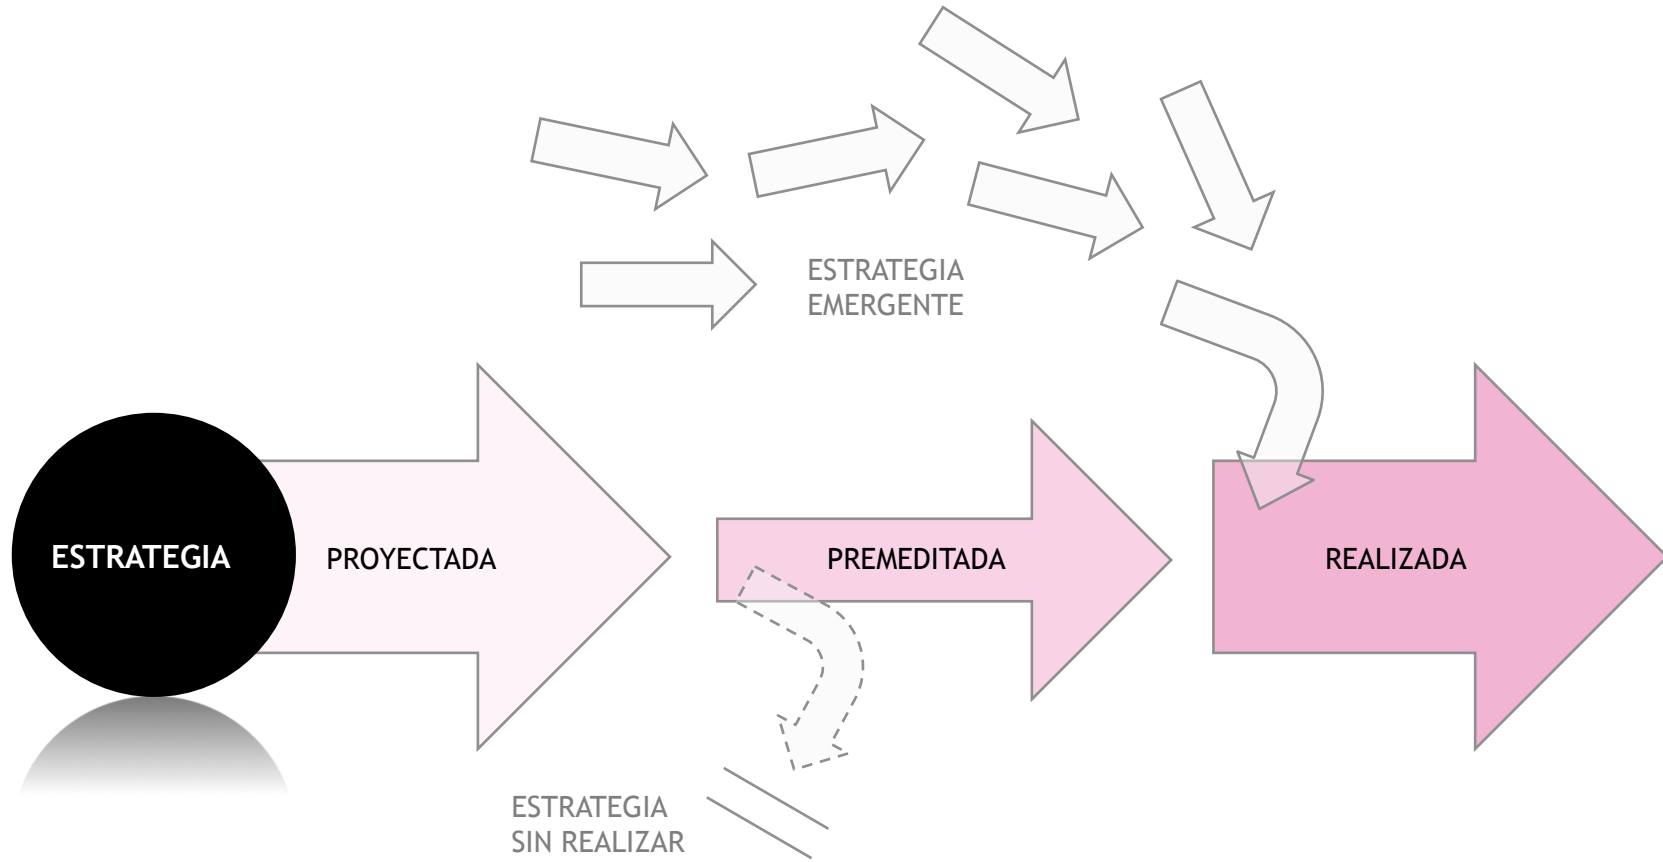 ESTRATEGIA
EMERGENTE
ESTRATEGIA
PROYECTADA
PREMEDITADA
REALIZADA
ESTRATEGIA
SIN REALIZAR